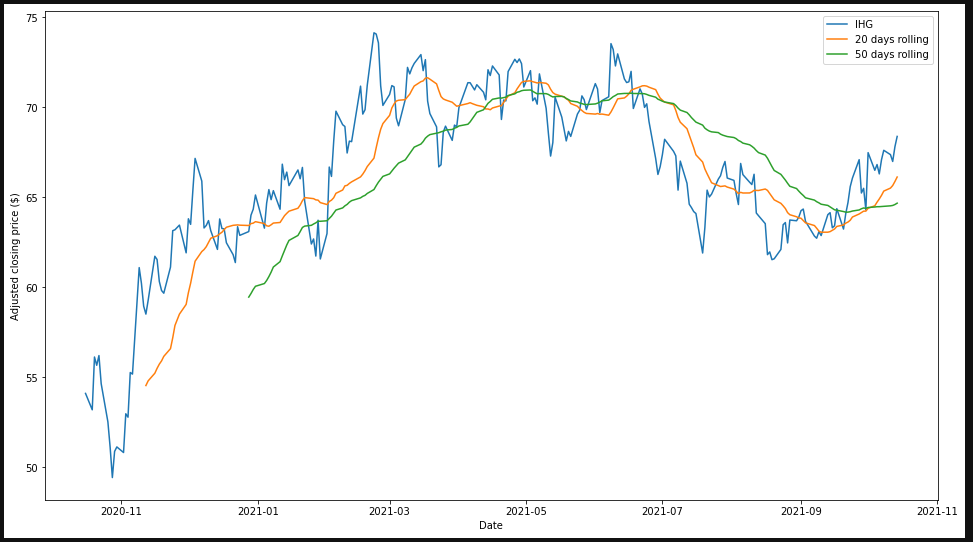 75
70
65
60
55
50
Adjusted closing price ($)
IHG
20 days rolling
50 days rolling
2020-11
2021-01
2021-03
2021-05
2021-07
2021-09
2021-11
Date